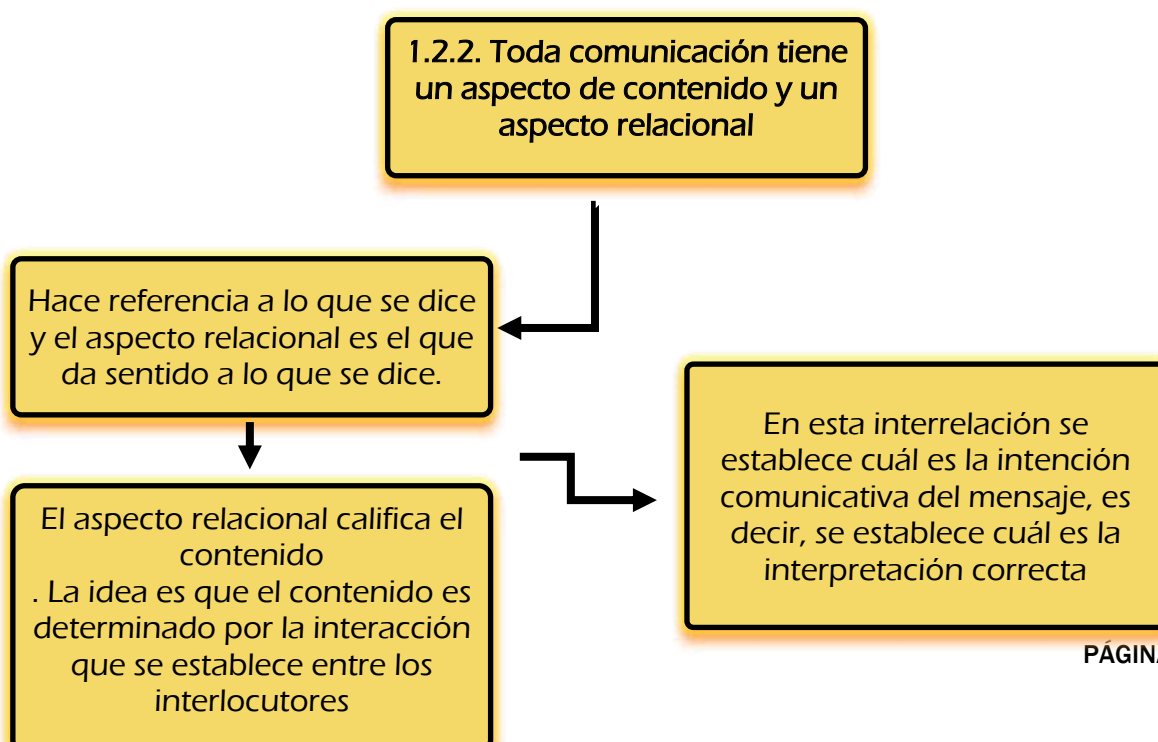 1.2.2. Toda comunicación tiene
un aspecto de contenido y un
aspecto relacional
Hace referencia a lo que se dice
y el aspecto relacional es el que
da sentido a lo que se dice.
El aspecto relacional califica el
contenido
. La idea es que el contenido es
determinado por la interacción
que se establece entre los
interlocutores
En esta interrelación se
establece cuál es la intención
comunicativa del mensaje, es
decir, se establece cuál es la
interpretación correcta
PÁGINA